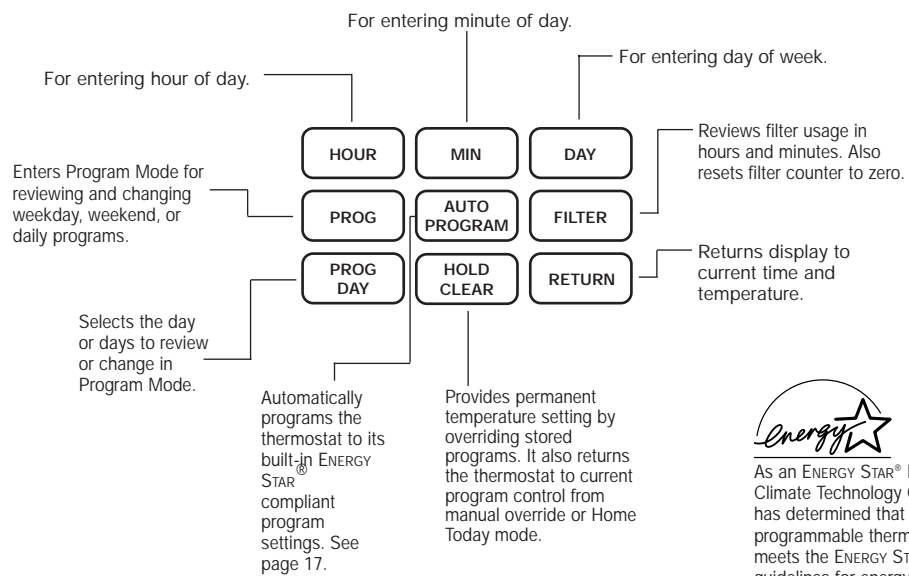 For entering minute of day.
For entering hour of day.
For entering day of week.
HOUR
MIN
DAY
Reviews filter usage in
hours and minutes. Also
resets filter counter to zero.
Enters Program Mode for
reviewing and changing
weekday, weekend, or
daily programs.
PROG
AUTO
PROGRAM
FILTER
PROG
DAY
HOLD
CLEAR
RETURN
Returns display to
current time and
temperature.
Selects the day
or days to review
or change in
Program Mode.
Automatically
programs the
thermostat to its
built-in ENERGY
STAR®
compliant
program
settings. See
page 17.
Provides permanent
temperature setting by
overriding stored
programs. It also returns
the thermostat to current
program control from
manual override or Home
Today mode.
energy
As an ENERGY STAR®
Climate Technology
has determined that
programmable
meets the ENERGY